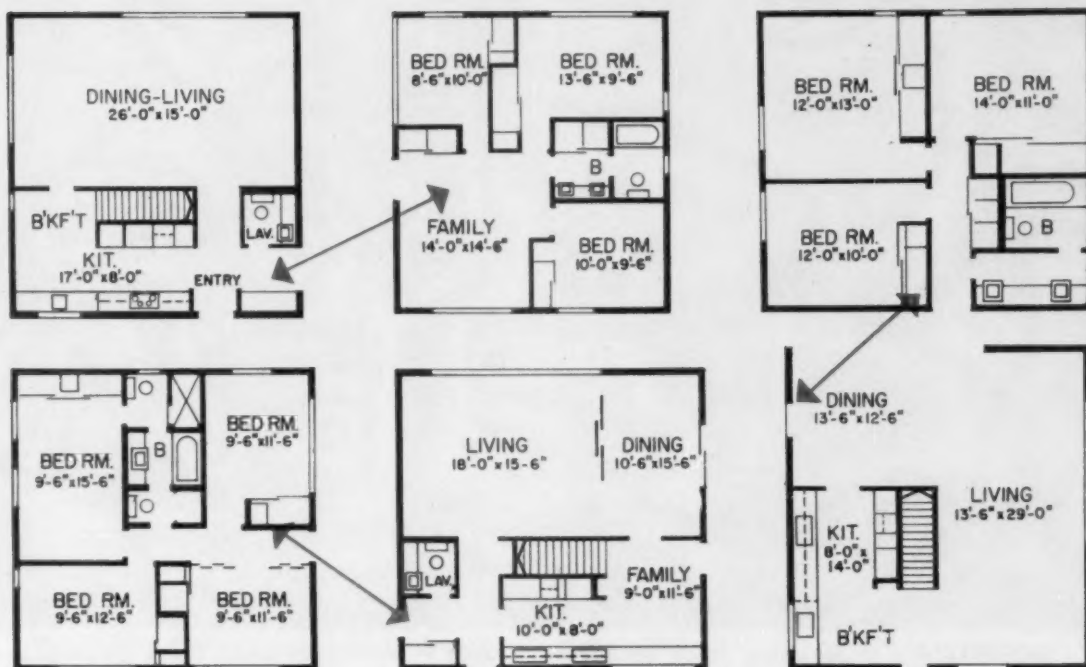 DINING-LIVING
26'-0"x15'-0"
B'KF'T
LAV.
KIT.
17'-0"x8'-0"
ENTRY
BED RM.
8'-6"x10'-0"
BED RM.
13'-6"x9'-6"
B
FAMILY
14'-0"x14'-6"
BED RM.
10'-0"x9'-6"
BED RM.
12'-0"x13'-0"
BED RM.
14'-0"x11'-0"
BED RM.
12'-0"x10'-0"
B
BED RM.
9'-6"x15'-6"
B
BED RM.
9'-6"x11'-6"
BED RM.
9'-6"x12'-6"
BED RM.
9'-6"x11'-6"
LIVING
18'-0"x15-6"
DINING
10'-6"x15'-6"
LAV.
KIT.
10'-0"x8'-0"
FAMILY
9'-0"x11'-6"
DINING
13'-6"x12'-6"
LIVING
13'-6"x29'-0"
KIT.
8'-0"x
14'-0"
B'KF'T